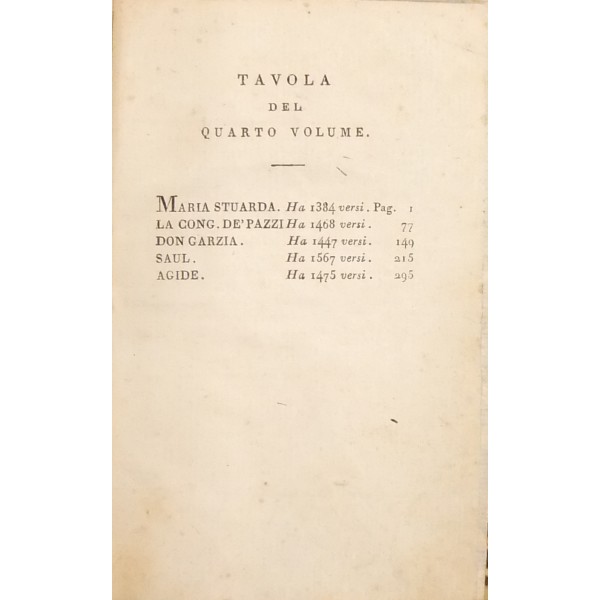 TAVOLA
DEL
QUARTO VOLUME.
MARIA STUARDA. Ha 1384 versi. Pag. 1
LA CONG. DE' PAZZI Ha 1468 versi. 77
DON GARZIA. Ha 1447 versi. 149
SAUL. Ha 1567 versi. 215
AGIDE. Ha 1475 versi. 295